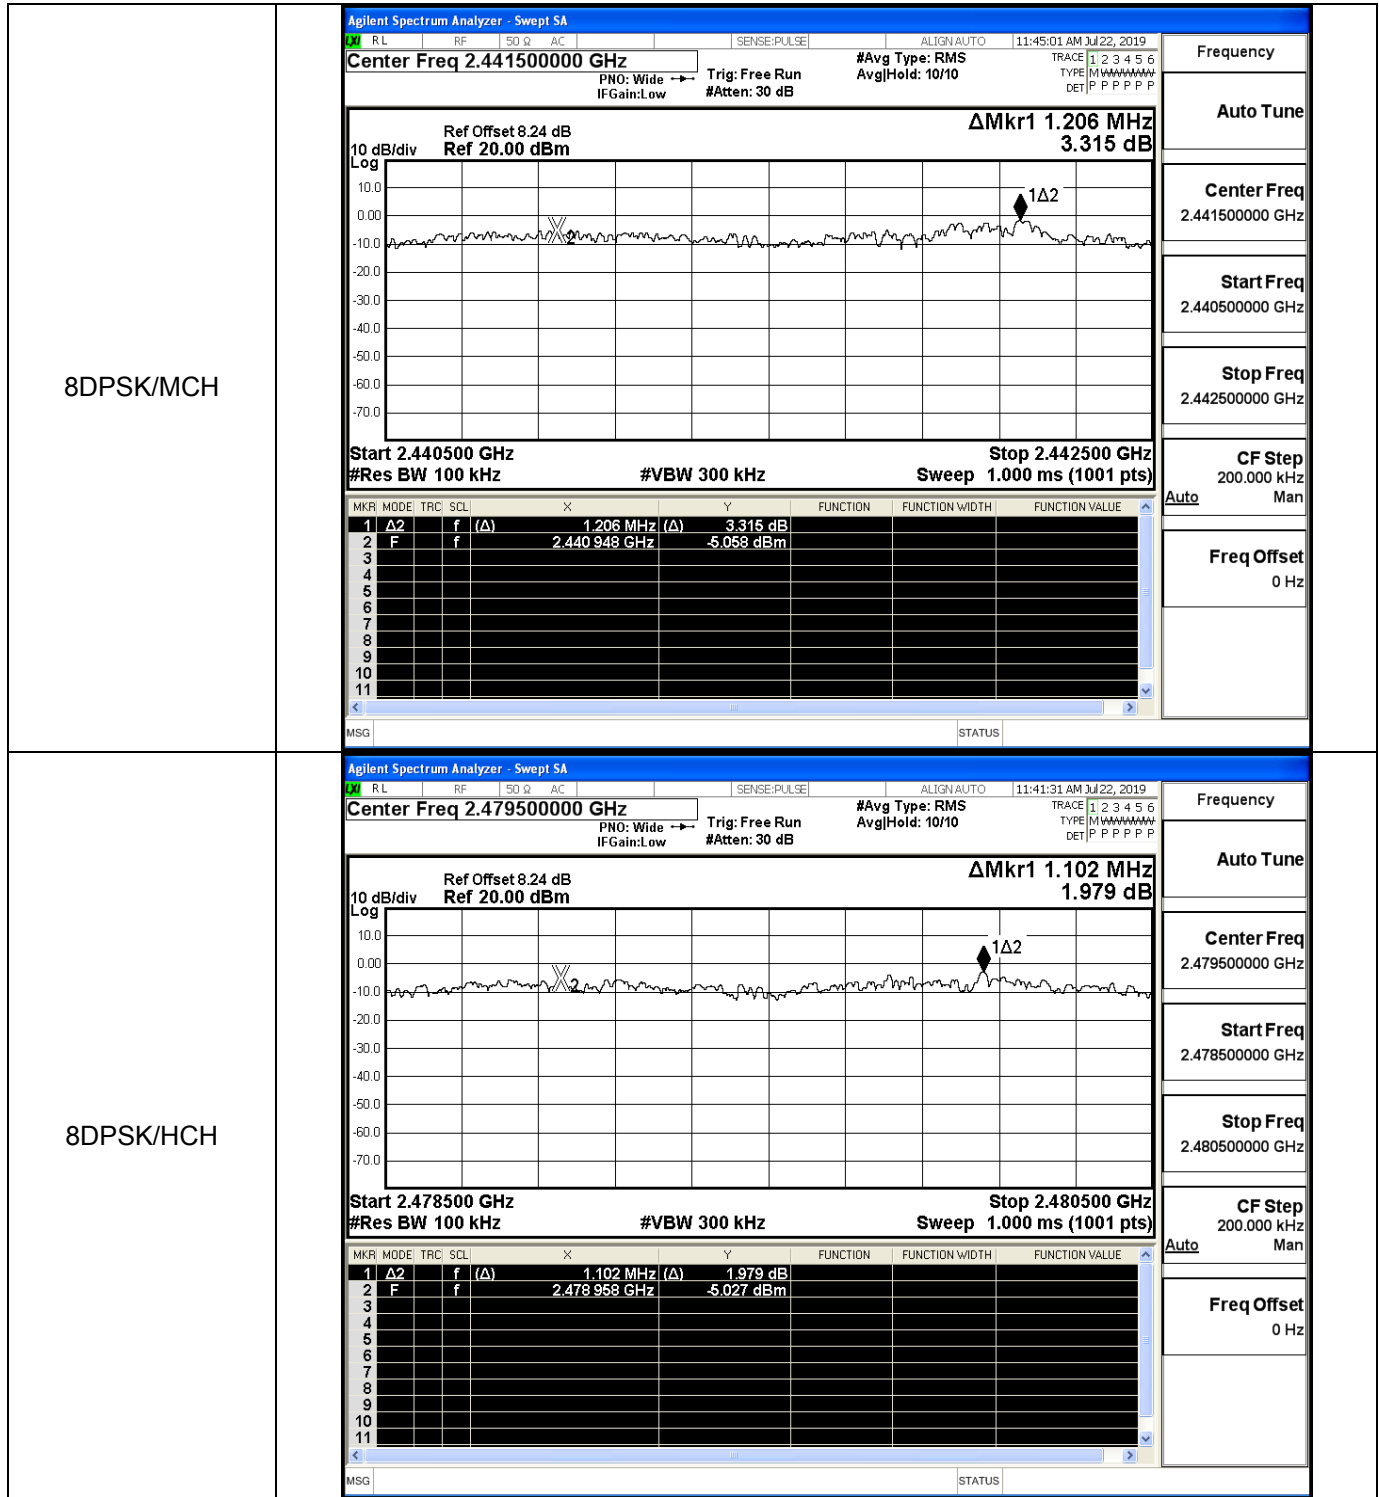 8DPSK/MCH
Agilent Spectrum Analyzer - Swept SA
LXI RL RF 50 Ω AC SENSE:PULSE ALIGN AUTO 11:45:01 AM Jul 22, 2019
Center Freq 2.441500000 GHz
PNO: Wide
IFGain:Low
Trig: Free Run
#Atten: 30 dB
#Avg Type: RMS
Avg|Hold: 10/10
TRACE 1 2 3 4 5 6
TYPE M WWWWW
DET P P P P P P
Ref Offset 8.24 dB
10 dB/div Ref 20.00 dBm
Log
ΔMkr1 1.206 MHz
3.315 dB
10.0
0.00
-10.0
-20.0
-30.0
-40.0
-50.0
-60.0
-70.0
1Δ2
2
Start 2.440500 GHz Stop 2.442500 GHz
#Res BW 100 kHz #VBW 300 kHz Sweep 1.000 ms (1001 pts)
MKR MODE TRC SCL X Y FUNCTION FUNCTION WIDTH FUNCTION VALUE
1 Δ2 f (Δ) 1.206 MHz (Δ) 3.315 dB
2 F f 2.440 948 GHz -5.058 dBm
3
4
5
6
7
8
9
10
11
MSG STATUS
Frequency
Auto Tune
Center Freq
2.441500000 GHz
Start Freq
2.440500000 GHz
Stop Freq
2.442500000 GHz
CF Step
200.000 kHz
Auto Man
Freq Offset
0 Hz
8DPSK/HCH
Agilent Spectrum Analyzer - Swept SA
LXI RL RF 50 Ω AC SENSE:PULSE ALIGN AUTO 11:41:31 AM Jul 22, 2019
Center Freq 2.479500000 GHz
PNO: Wide
IFGain:Low
Trig: Free Run
#Atten: 30 dB
#Avg Type: RMS
Avg|Hold: 10/10
TRACE 1 2 3 4 5 6
TYPE M WWWWW
DET P P P P P P
Ref Offset 8.24 dB
10 dB/div Ref 20.00 dBm
Log
ΔMkr1 1.102 MHz
1.979 dB
10.0
0.00
-10.0
-20.0
-30.0
-40.0
-50.0
-60.0
-70.0
1Δ2
2
Start 2.478500 GHz Stop 2.480500 GHz
#Res BW 100 kHz #VBW 300 kHz Sweep 1.000 ms (1001 pts)
MKR MODE TRC SCL X Y FUNCTION FUNCTION WIDTH FUNCTION VALUE
1 Δ2 f (Δ) 1.102 MHz (Δ) 1.979 dB
2 F f 2.478 958 GHz -5.027 dBm
3
4
5
6
7
8
9
10
11
MSG STATUS
Frequency
Auto Tune
Center Freq
2.479500000 GHz
Start Freq
2.478500000 GHz
Stop Freq
2.480500000 GHz
CF Step
200.000 kHz
Auto Man
Freq Offset
0 Hz